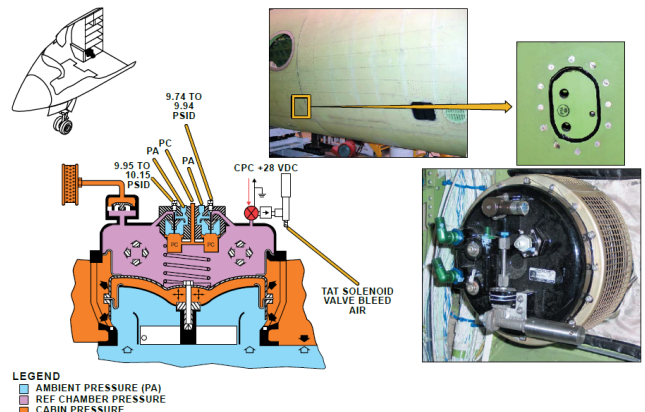 9.74 TO
9.94
PSID
PC
PA
PA
9.95 TO
10.15
PSID
CPC +28 VDC
PC
PC
TAT SOLENOID
VALVE BLEED
AIR
LEGEND
AMBIENT PRESSURE (PA)
REF CHAMBER PRESSURE
CABIN PRESSURE